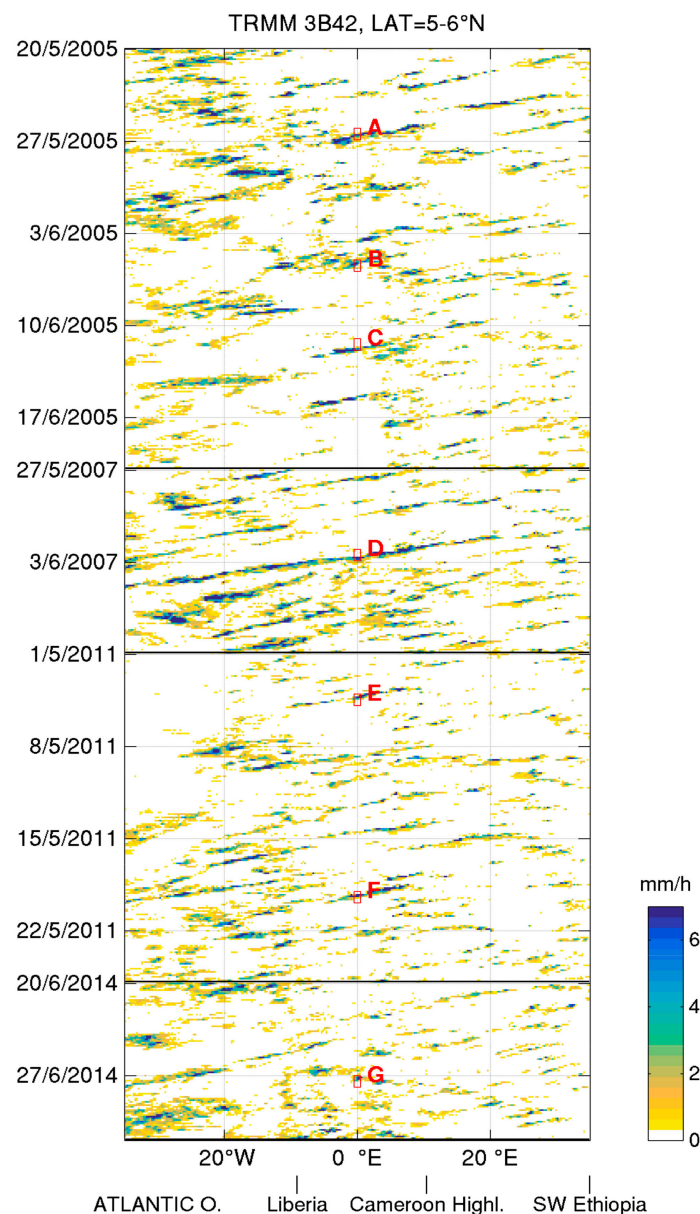 TRMM 3B42, LAT=5-6°N
20/5/2005
A
27/5/2005
3/6/2005
B
10/6/2005
C
17/6/2005
27/5/2007
D
3/6/2007
1/5/2011
E
8/5/2011
15/5/2011
mm/h
F
6
22/5/2011
20/6/2014
4
2
27/6/2014
G
0
20°W 0 °E 20 °E
ATLANTIC O. Liberia Cameroon Highl. SW Ethiopia